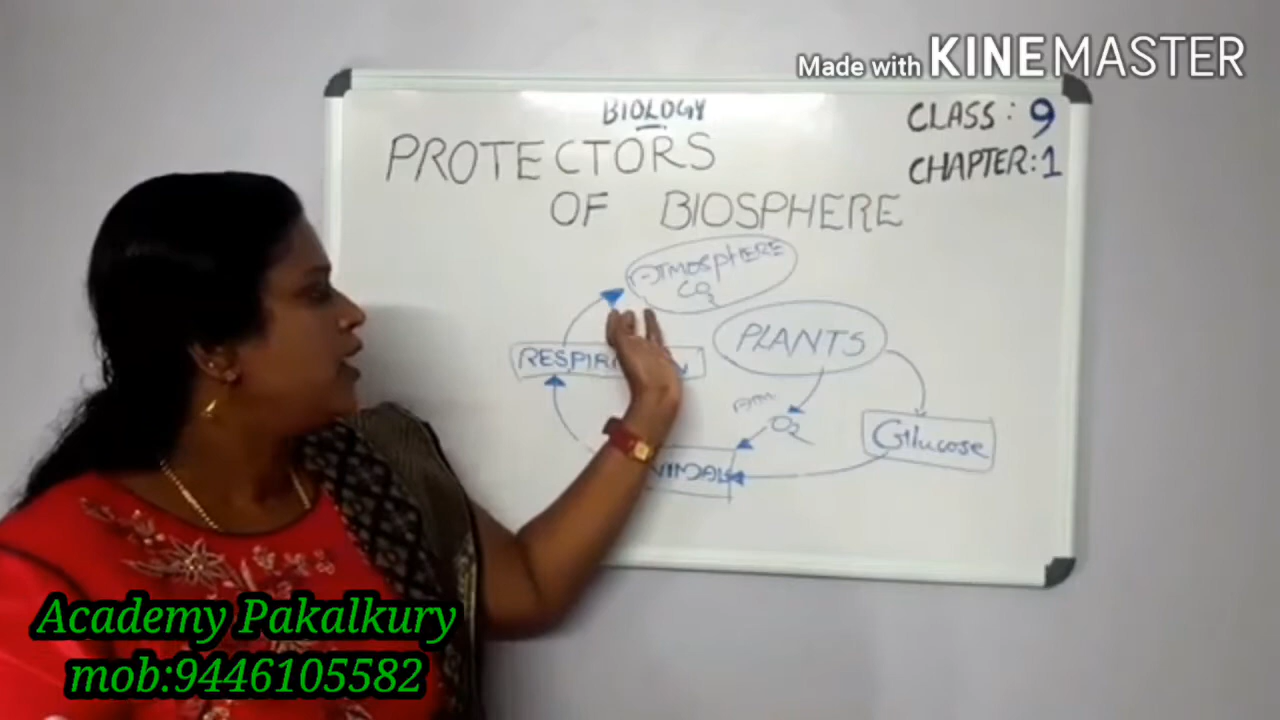 Made with KINEMASTER
BIOLOGY
CLASS: 9
PROTECTORS
CHAPTER:1
OF BIOSPHERE
ATMOSPHERE
CO2
PLANTS
O2
Glucose
Academy Pakalkury
mob:9446105582